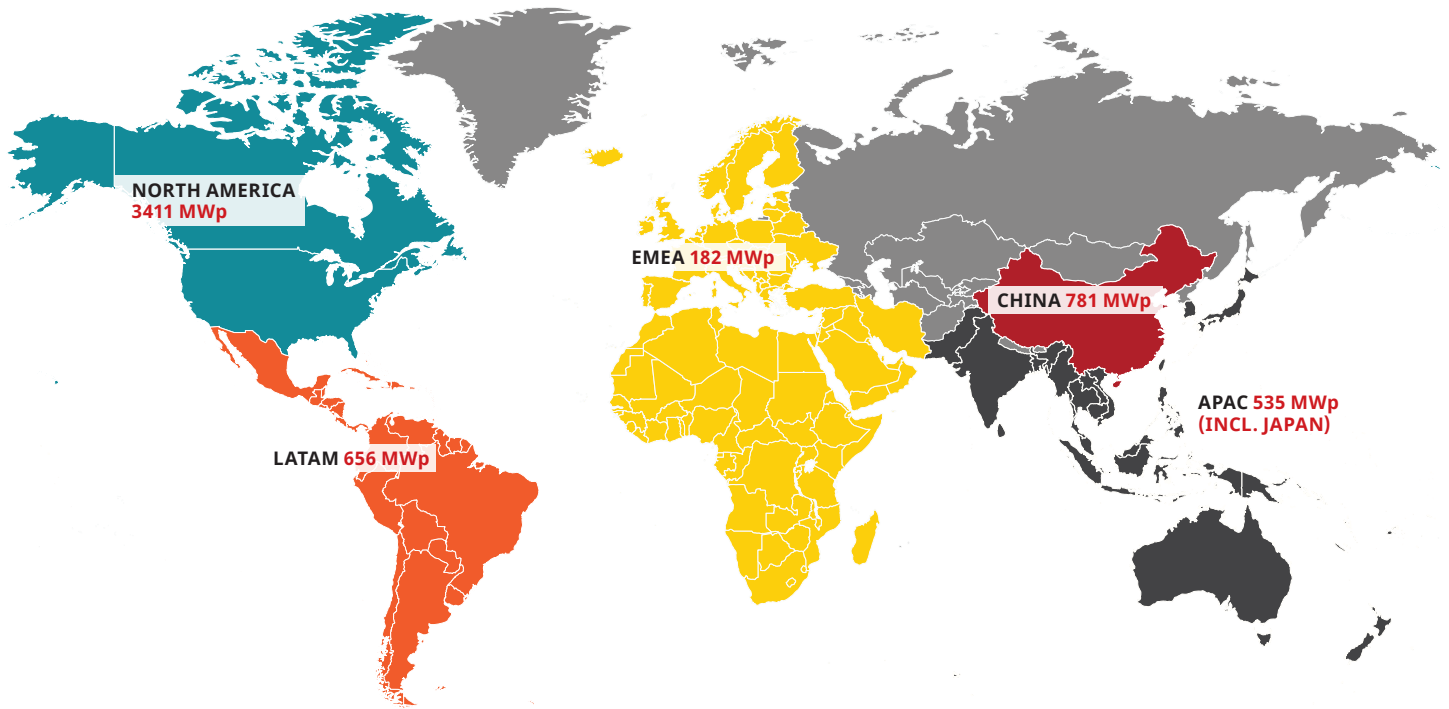 NORTH AMERICA
3411 MWp
EMEA 182 MWp
CHINA 781 MWp
APAC 535 MWp
(INCL. JAPAN)
LATAM 656 MWp